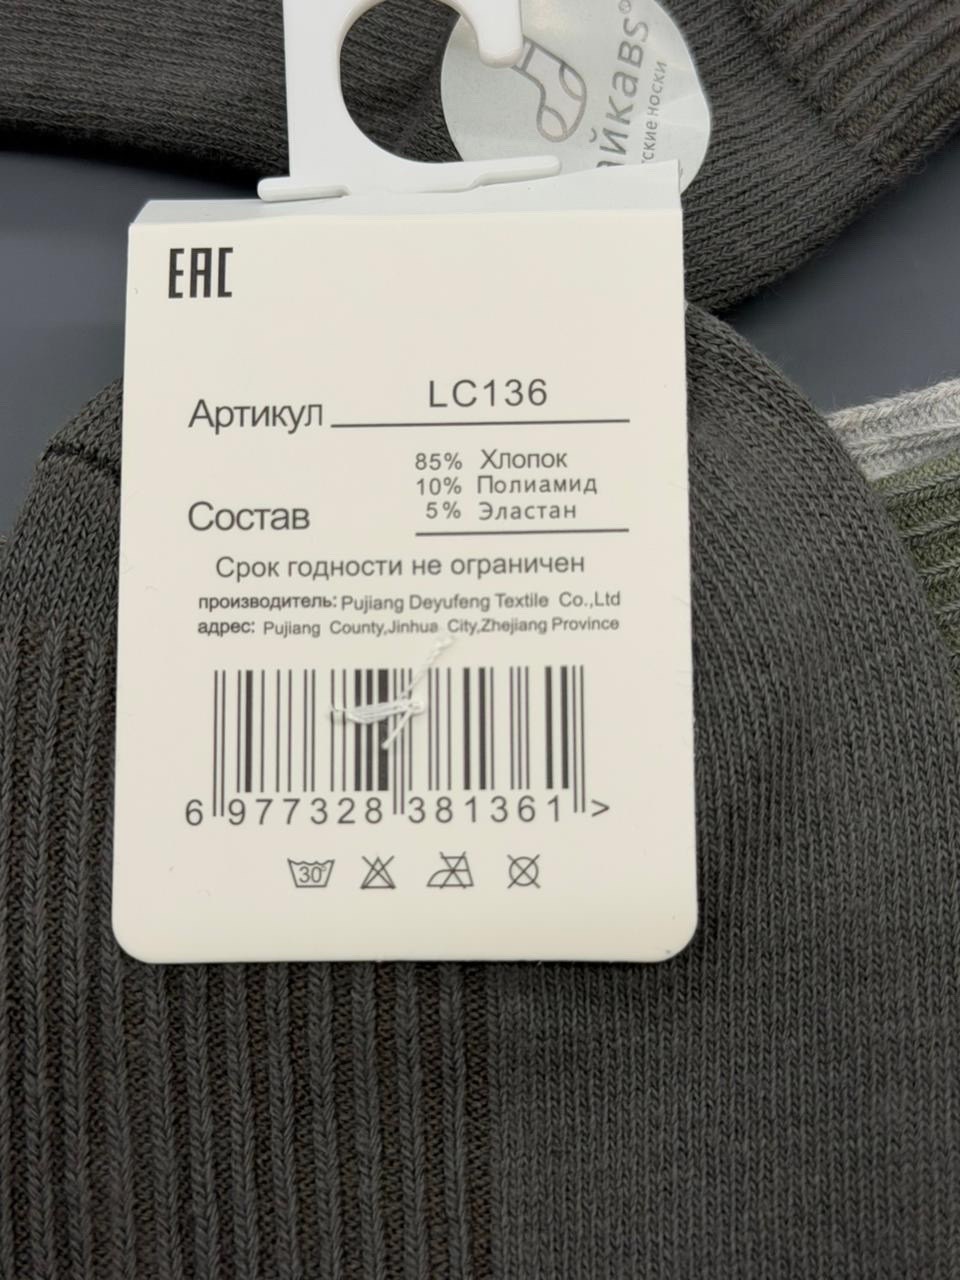 EAC
Артикул LC136
85% Хлопок
10% Полиамид
5% Эластан
Состав
Срок годности не ограничен
производитель: Pujiang Deyufeng Textile Co.,Ltd
адрес: Pujiang County,Jinhua City,Zhejiang Province
6 977328 381361 >
30°